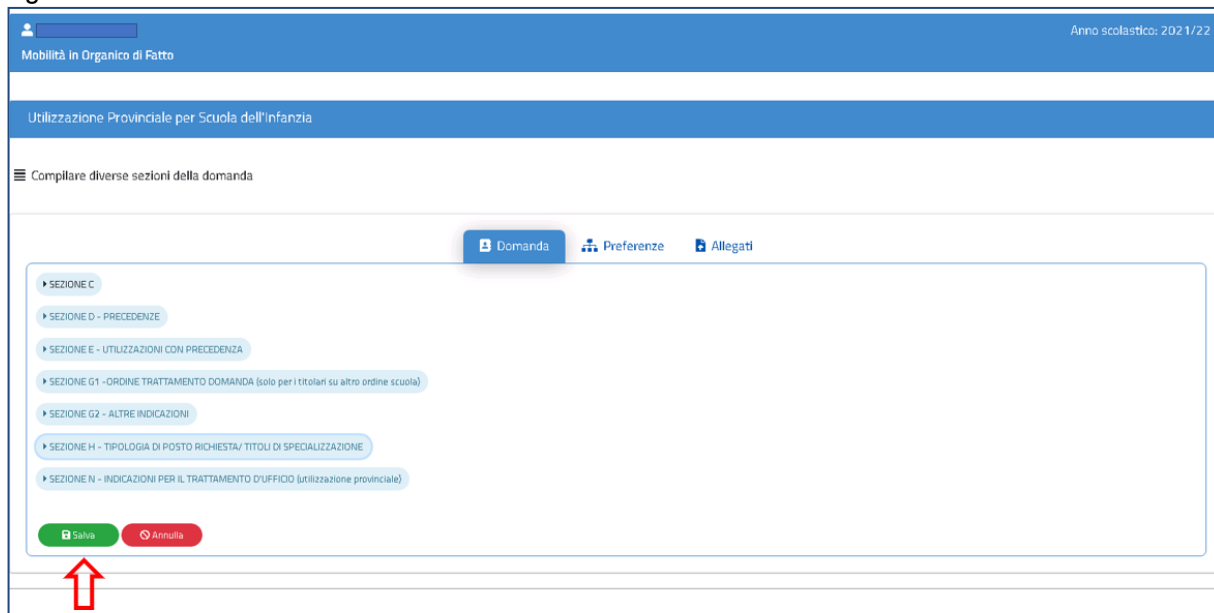 Anno scolastico: 2021/22
Mobilità in Organico di Fatto
Utilizzazione Provinciale per Scuola dell'Infanzia
Compilare diverse sezioni della domanda
Domanda Preferenze Allegati
SEZIONE C
SEZIONE D - PRECEDENZE
SEZIONE E - UTILIZZAZIONI CON PRECEDENZA
SEZIONE G1 -ORDINE TRATTAMENTO DOMANDA (solo per i titolari su altro ordine scuola)
SEZIONE G2 - ALTRE INDICAZIONI
SEZIONE H - TIPOLOGIA DI POSTO RICHIESTA/ TITOLI DI SPECIALIZZAZIONE
SEZIONE N - INDICAZIONI PER IL TRATTAMENTO D'UFFICIO (utilizzazione provinciale)
Salva Annulla